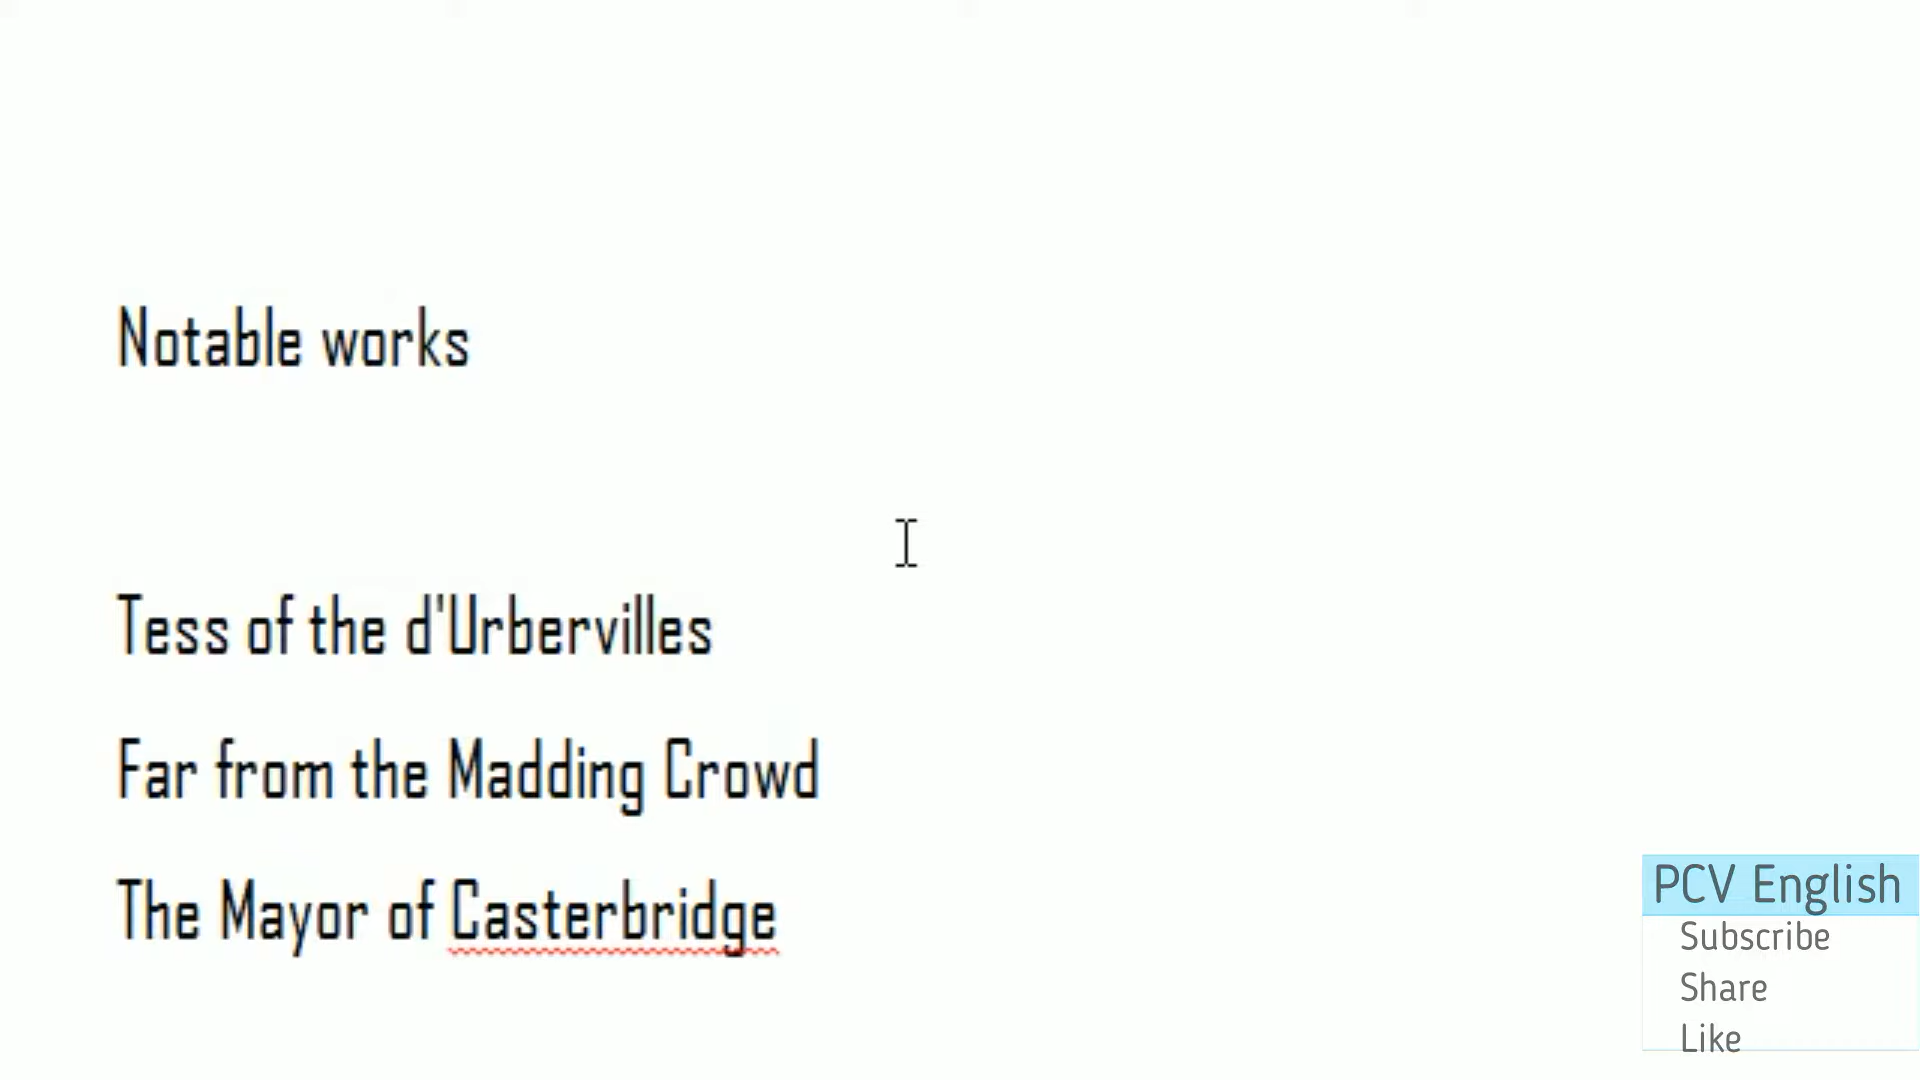 Notable works
Tess of the d'Urbervilles
Far from the Madding Crowd
The Mayor of Casterbridge
PCV English
Subscribe
Share
Like